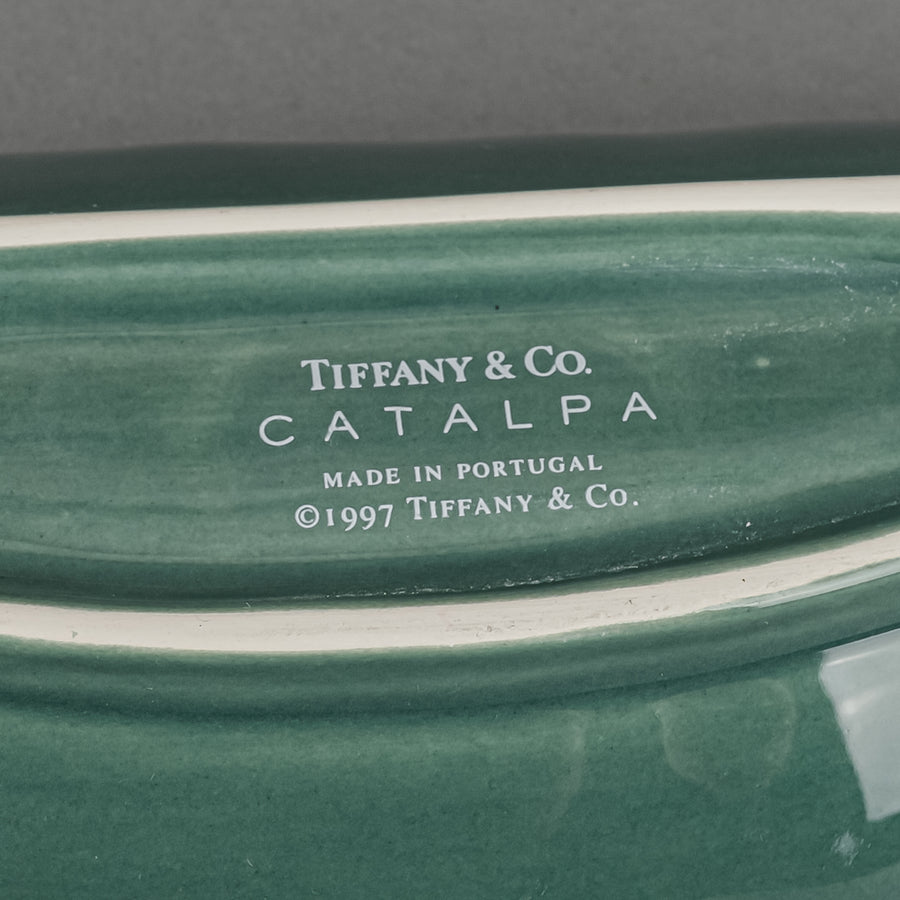 TIFFANY & CO.
CATALPA
MADE IN PORTUGAL
©1997 TIFFANY & CO.